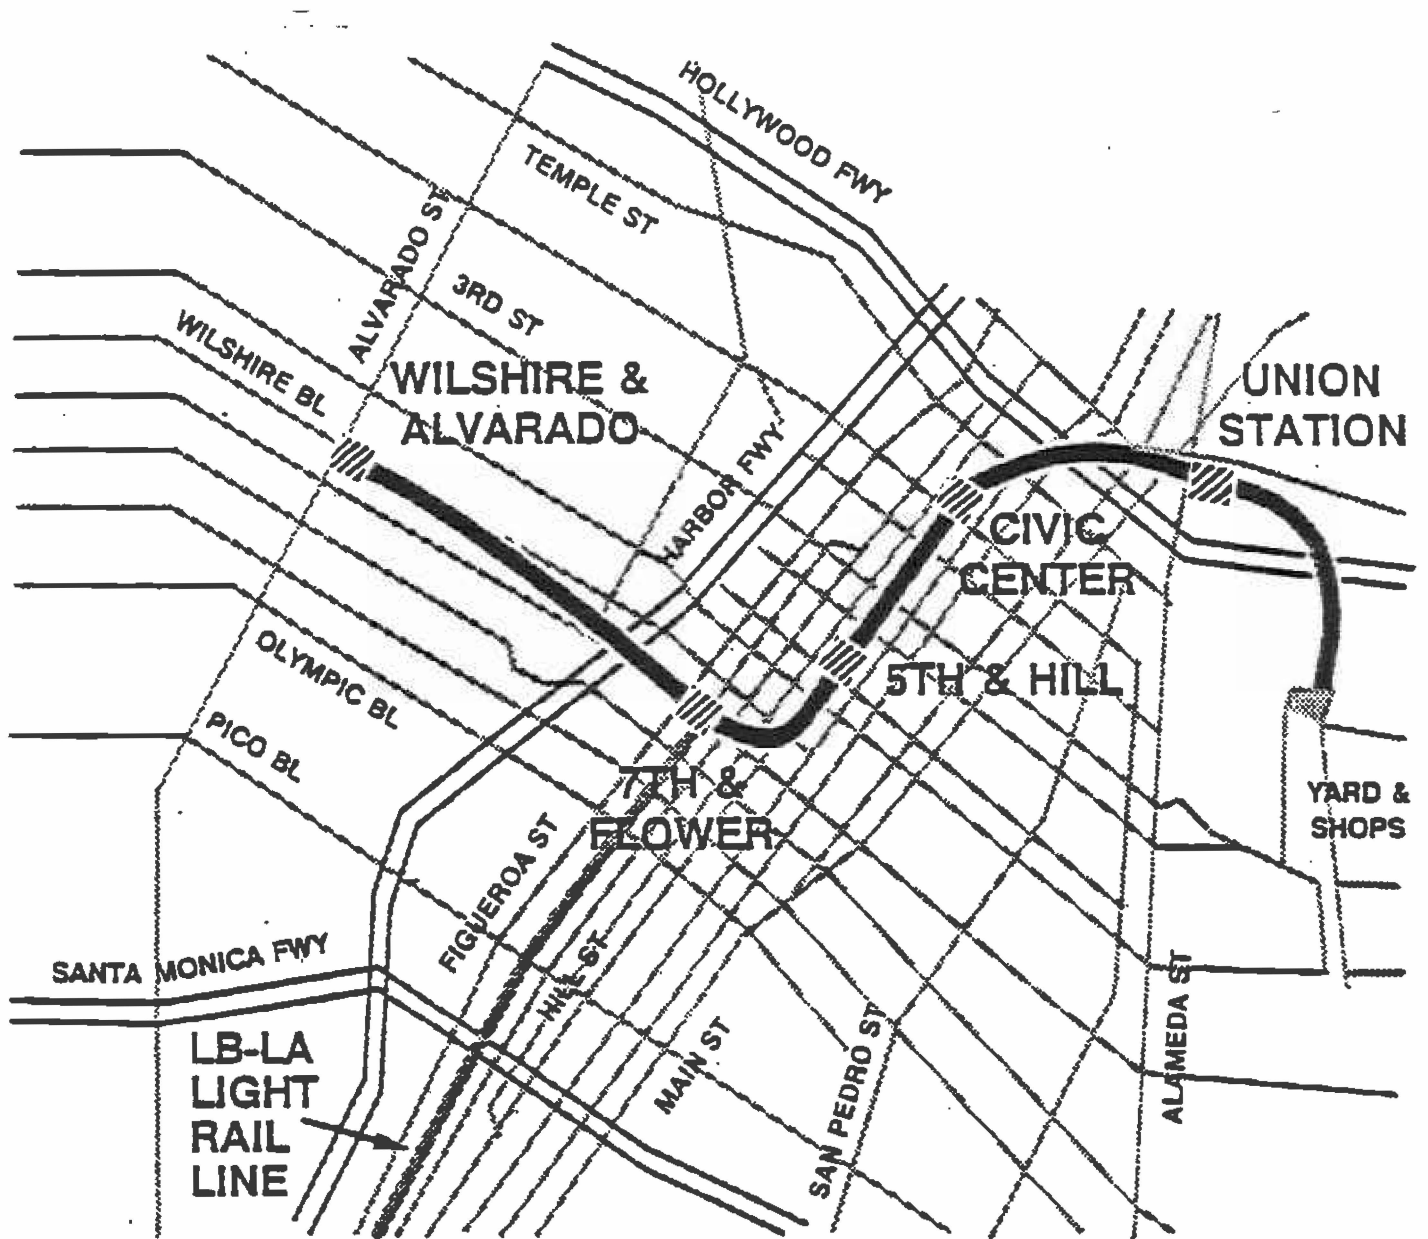 HOLLYWOOD FWY
TEMPLE ST
ALVARADO ST
3RD ST
WILSHIRE BL
WILSHIRE &
ALVARADO
UNION
STATION
HARBOR FWY
CIVIC
CENTER
5TH & HILL
OLYMPIC BL
PICO BL
7TH &
FLOWER
YARD &
SHOPS
FIGUEROA ST
SANTA MONICA FWY
HILL ST
LB-LA
LIGHT
RAIL
LINE
MAIN ST
SAN PEDRO ST
ALAMEDA ST